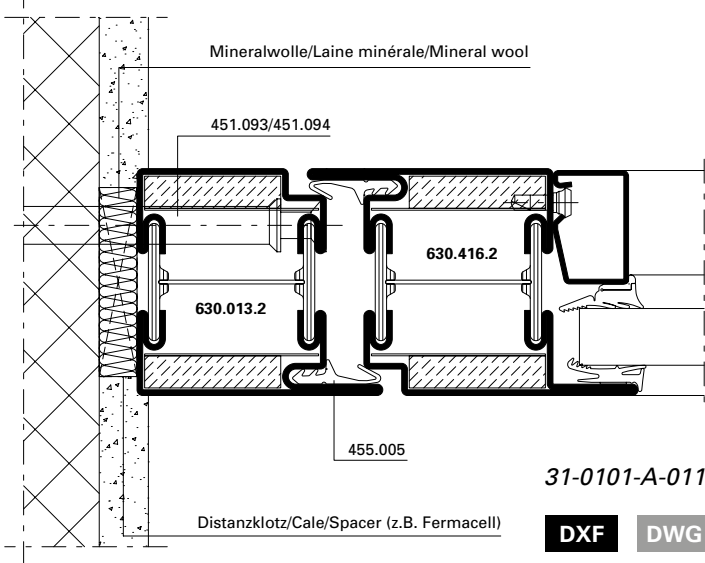 Mineralwolle/Laine minérale/Mineral wool
451.093/451.094
630.416.2
630.013.2
455.005
31-0101-A-011
Distanzklotz/Cale/Spacer (z.B. Fermacell)
DXF DWG